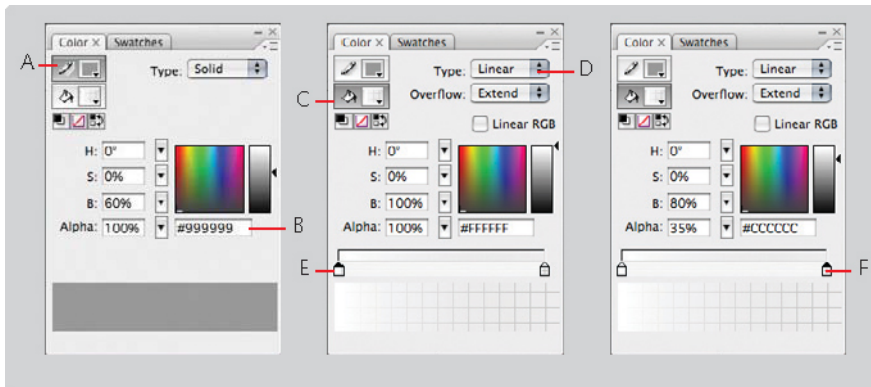 Color × Swatches
A
Type: Solid
H: 0°
S: 0%
B: 60%
Alpha: 100% #999999
B
Color × Swatches
Type: Linear
D
C
Overflow: Extend
Linear RGB
H: 0°
S: 0%
B: 100%
Alpha: 100% #FFFFFF
E
Color × Swatches
Type: Linear
Overflow: Extend
Linear RGB
H: 0°
S: 0%
B: 80%
Alpha: 35% #CCCCCC
F